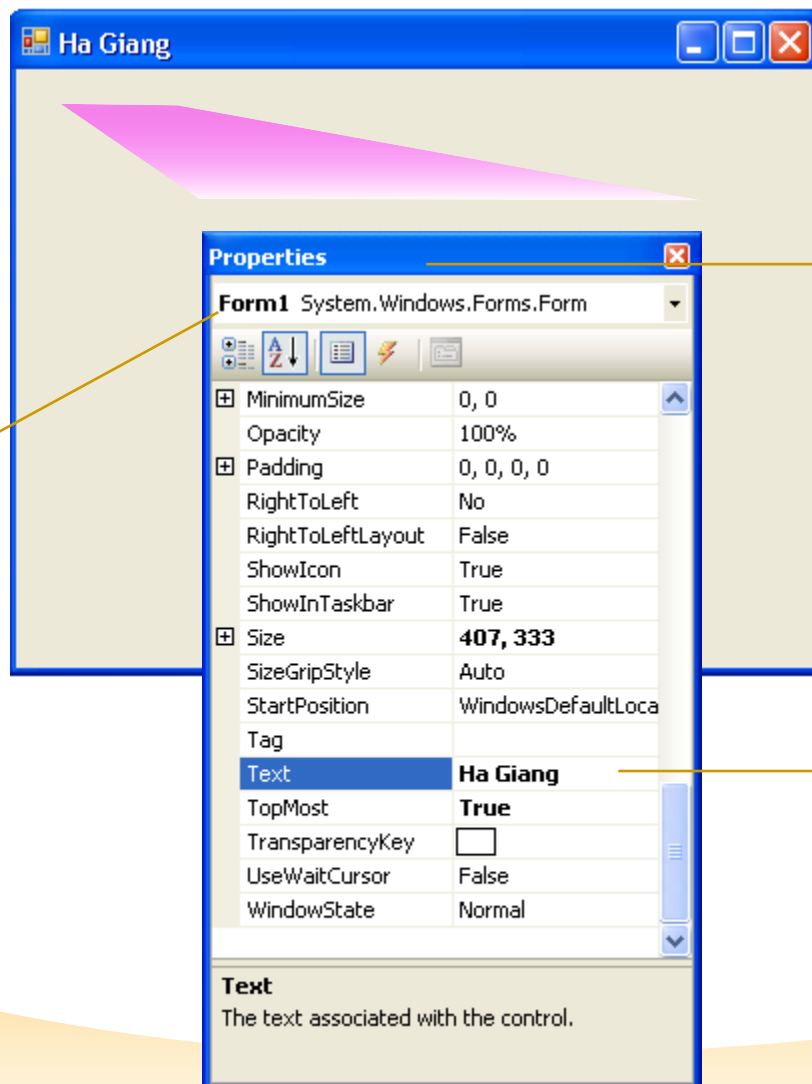 Ha Giang
Properties
Form1 System.Windows.Forms.Form
MinimumSize 0, 0
Opacity 100%
Padding 0, 0, 0, 0
RightToLeft No
RightToLeftLayout False
ShowIcon True
ShowInTaskbar True
Size 407, 333
SizeGripStyle Auto
StartPosition WindowsDefaultLoca
Tag
Text Ha Giang
TopMost True
TransparencyKey
UseWaitCursor False
WindowState Normal
Text
The text associated with the control.